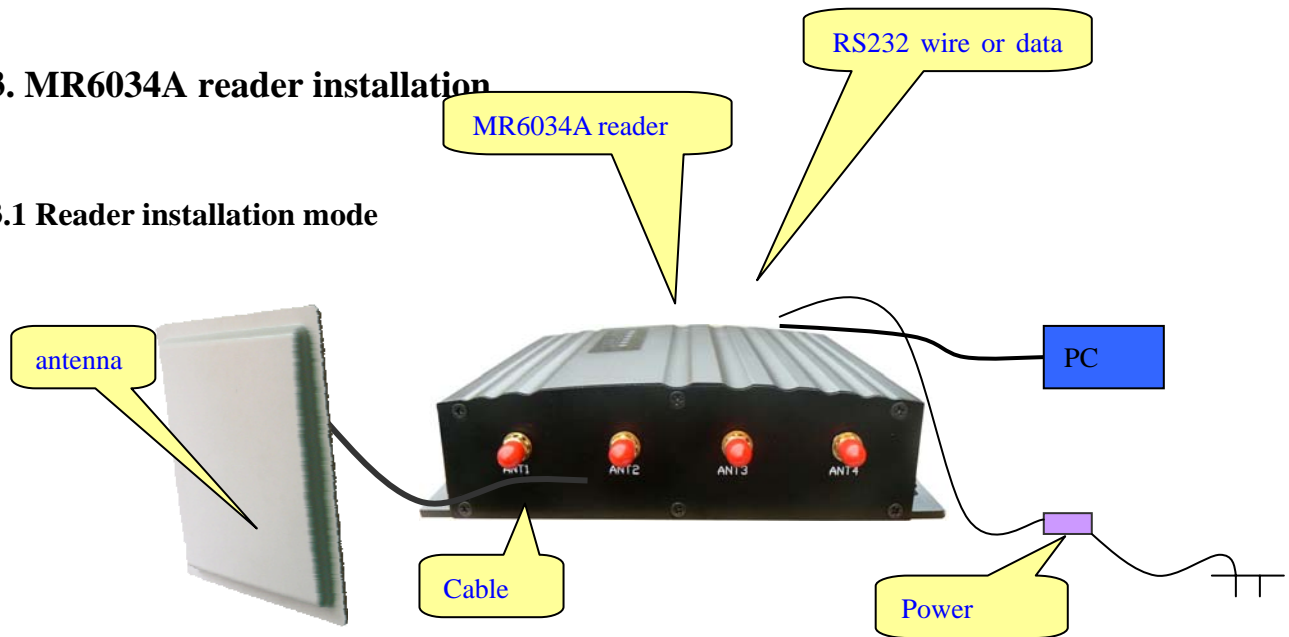 RS232 wire or data
3. MR6034A reader installation
MR6034A reader
3.1 Reader installation mode
antenna
PC
ANT1 ANT2 ANT3 ANT4
Cable
Power